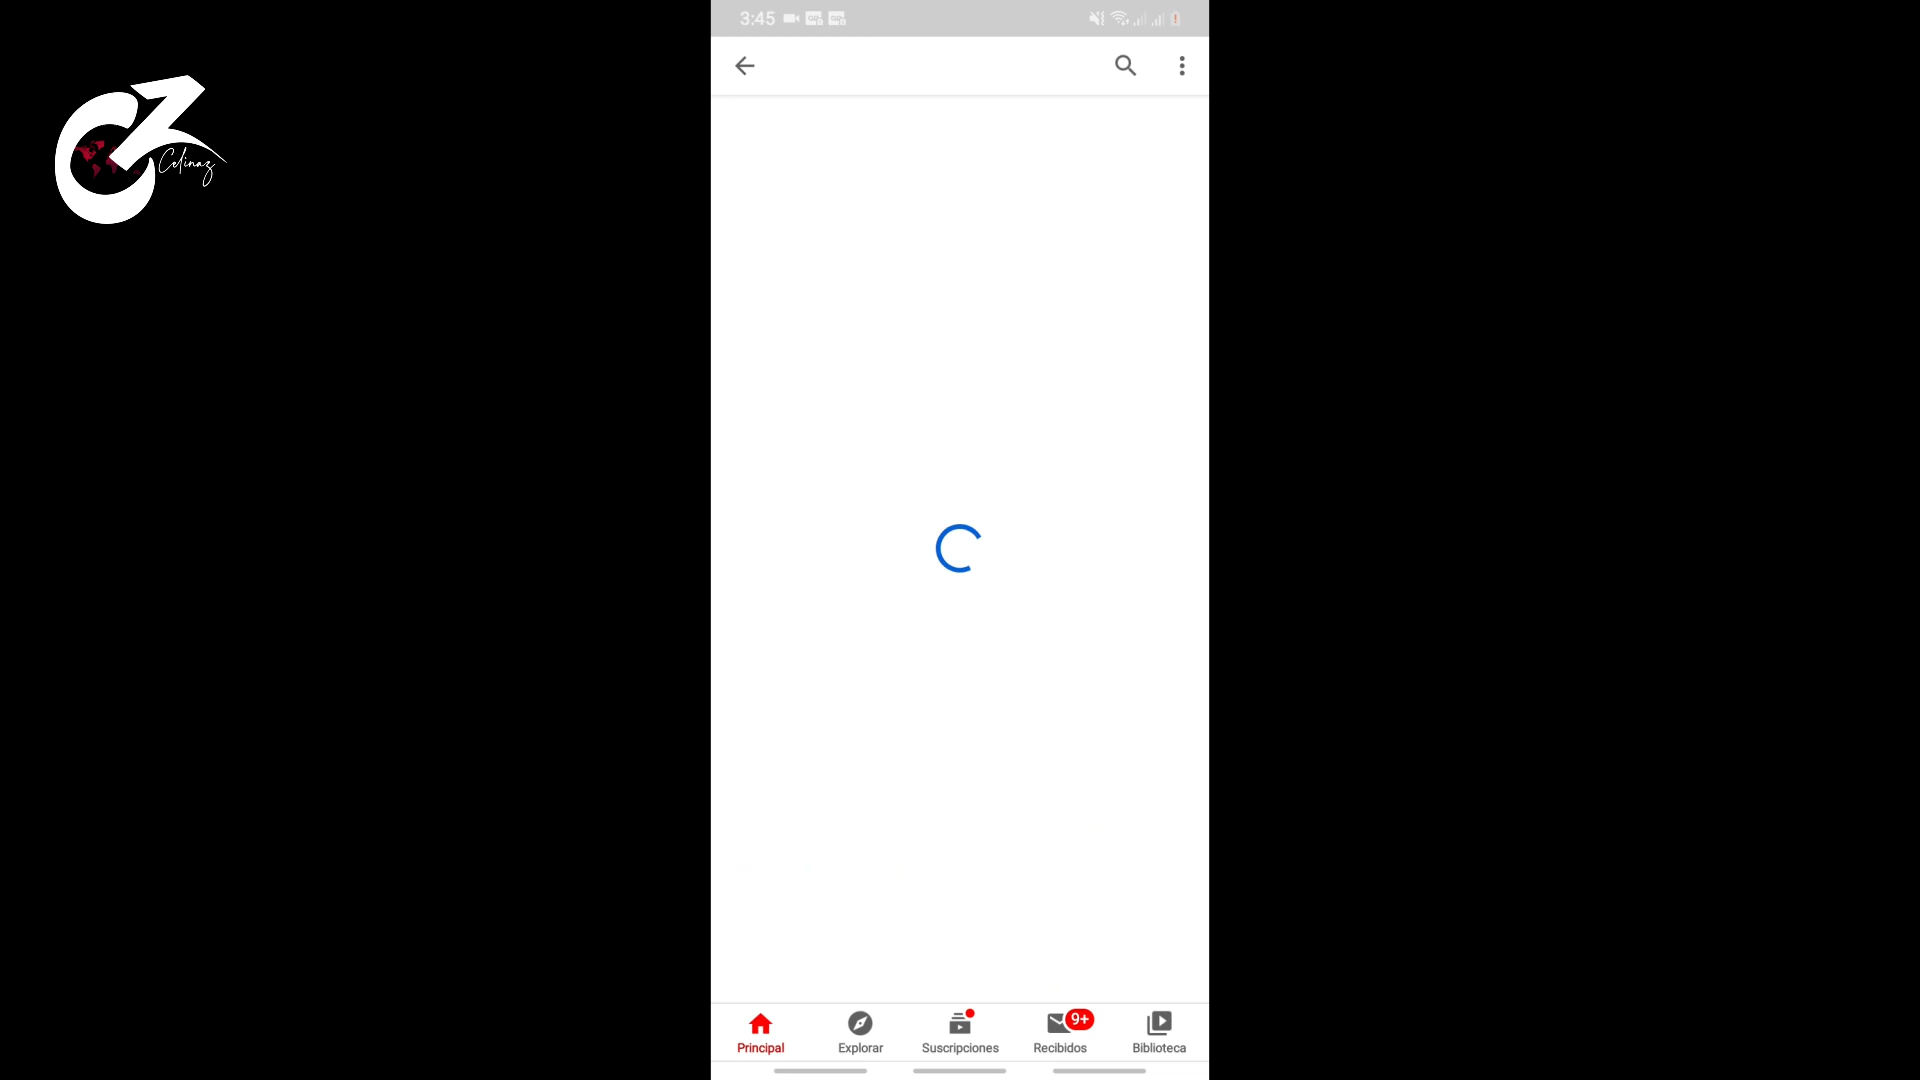 3:45
Celinaz
Principal
Explorar
Suscripciones
9+
Recibidos
Biblioteca